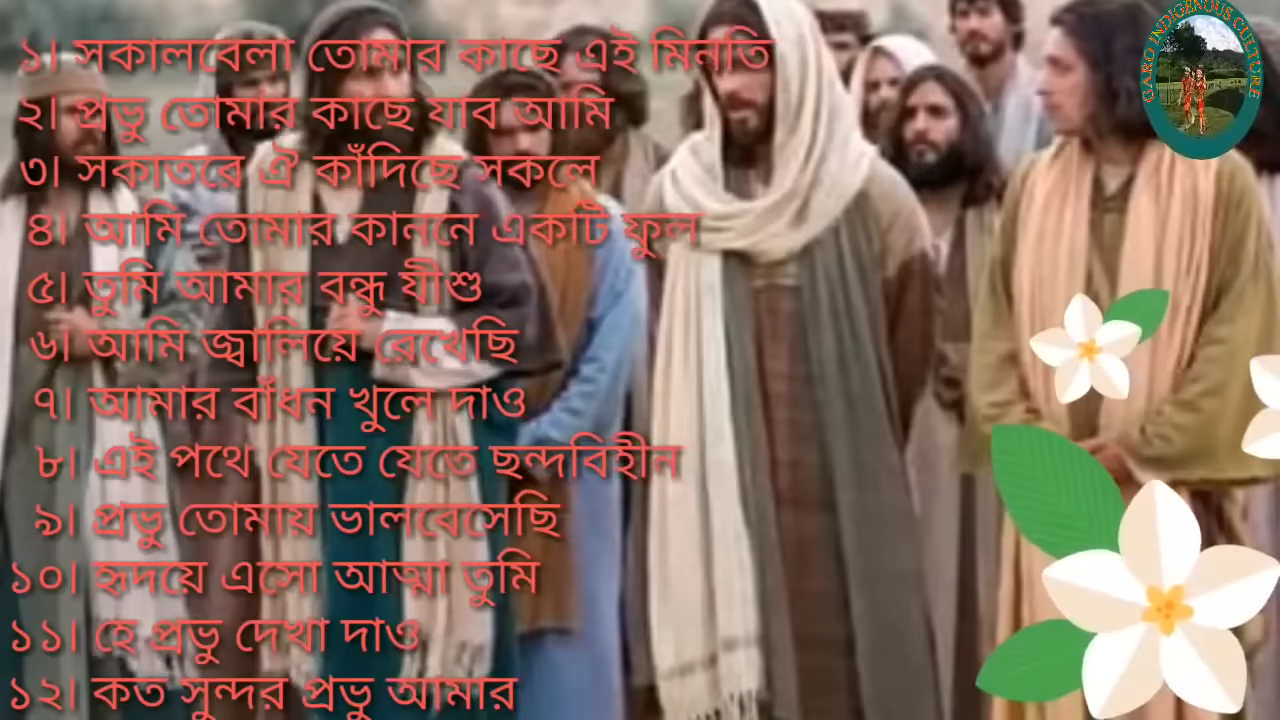 ১। সকালবেলা তোমার কাছে এই মিনতি
২। প্রভু তোমার কাছে যাব আমি
৩। সকাতরে ঐ কাঁদিছে সকলে
৪। আমি তোমার কাননে একটি ফুল
৫। তুমি আমার বন্ধু যীশু
৬। আমি জ্বালিয়ে রেখেছি
৭। আমার বাঁধন খুলে দাও
৮। এই পথে যেতে যেতে ছন্দবিহীন
৯। প্রভু তোমায় ভালবেসেছি
১০। হৃদয়ে এসো আত্মা তুমি
১১। হে প্রভু দেখা দাও
১২। কত সুন্দর প্রভু আমার
GARO INDIGENOUS CULTURE